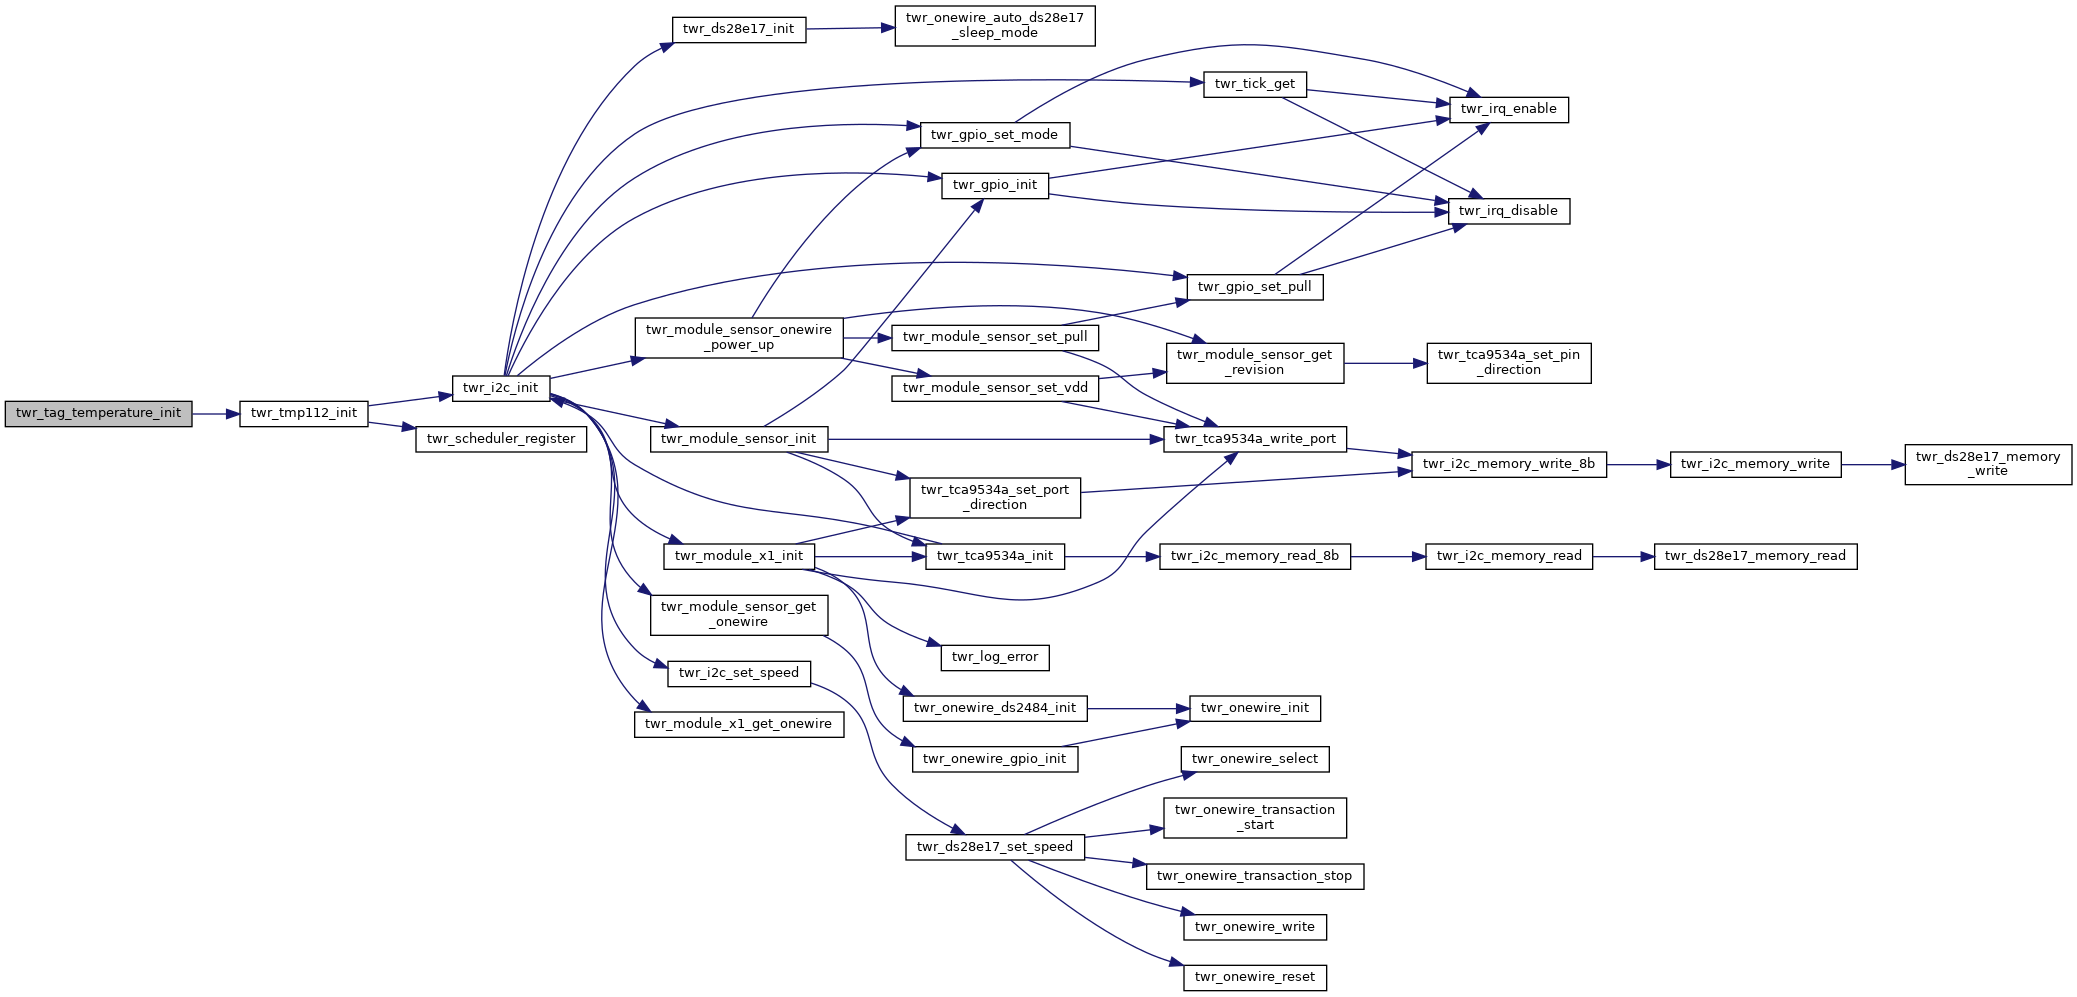 twr_tag_temperature_init
twr_tmp112_init
twr_i2c_init
twr_scheduler_register
twr_ds28e17_init
twr_onewire_auto_ds28e17
_sleep_mode
twr_tick_get
twr_irq_enable
twr_gpio_set_mode
twr_gpio_init
twr_irq_disable
twr_gpio_set_pull
twr_module_sensor_onewire
_power_up
twr_module_sensor_set_pull
twr_module_sensor_get
_revision
twr_tca9534a_set_pin
_direction
twr_module_sensor_set_vdd
twr_module_sensor_init
twr_tca9534a_write_port
twr_i2c_memory_write_8b
twr_i2c_memory_write
twr_ds28e17_memory
_write
twr_tca9534a_set_port
_direction
twr_module_x1_init
twr_tca9534a_init
twr_i2c_memory_read_8b
twr_i2c_memory_read
twr_ds28e17_memory_read
twr_module_sensor_get
_onewire
twr_log_error
twr_i2c_set_speed
twr_onewire_ds2484_init
twr_onewire_init
twr_module_x1_get_onewire
twr_onewire_gpio_init
twr_onewire_select
twr_onewire_transaction
_start
twr_ds28e17_set_speed
twr_onewire_transaction_stop
twr_onewire_write
twr_onewire_reset